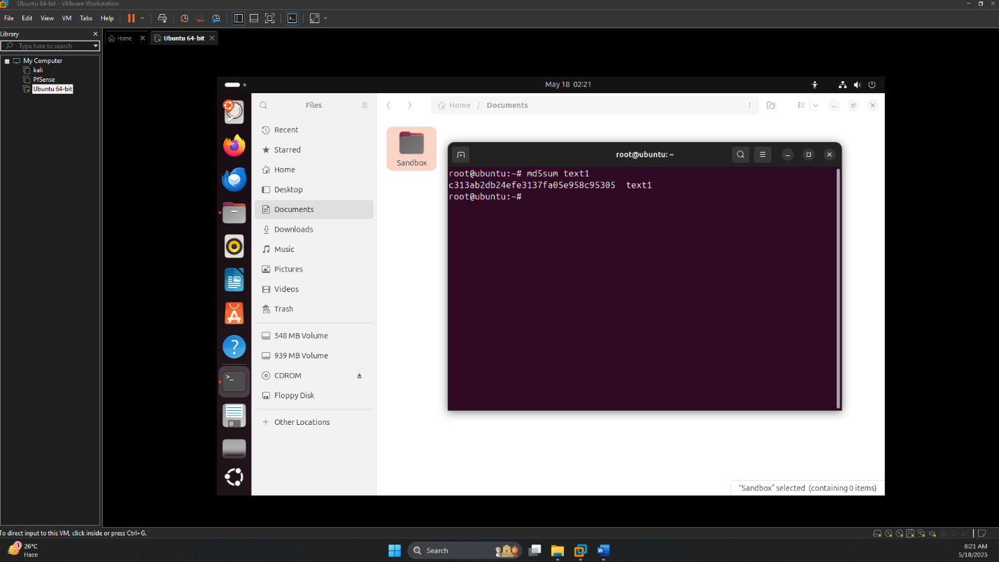 Ubuntu 64-bit - VMware Workstation
File Edit View VM Tabs Help
Library
Type here to search
My Computer
kali
PfSense
Ubuntu 64-bit
Home
Ubuntu 64-bit
May 18 02:21
Files
Home / Documents
Recent
Starred
Home
Desktop
Documents
Downloads
Music
Pictures
Videos
Trash
548 MB Volume
939 MB Volume
CDROM
Floppy Disk
Other Locations
Sandbox
root@ubuntu: ~
root@ubuntu:~# md5sum text1
c313ab2db24efe3137fa05e958c95305  text1
root@ubuntu:~#
“Sandbox” selected (containing 0 items)
To direct input to this VM, click inside or press Ctrl+G.
1
26°C
Haze
Search
8:21 AM
5/18/2025